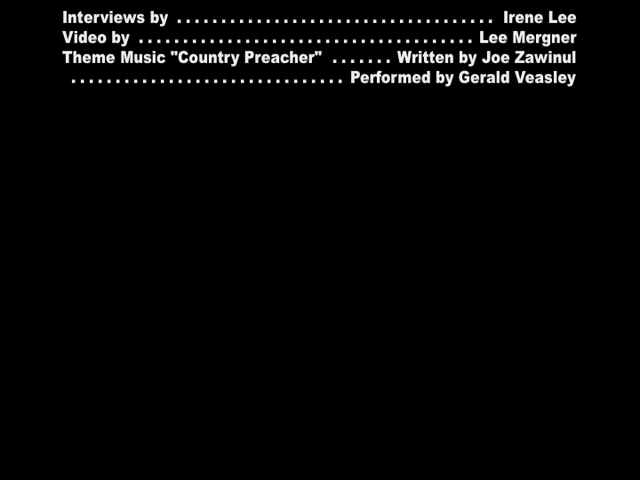 Interviews by .................................... Irene Lee
Video by ...................................... Lee Mergner
Theme Music "Country Preacher" ....... Written by Joe Zawinul
............................... Performed by Gerald Veasley